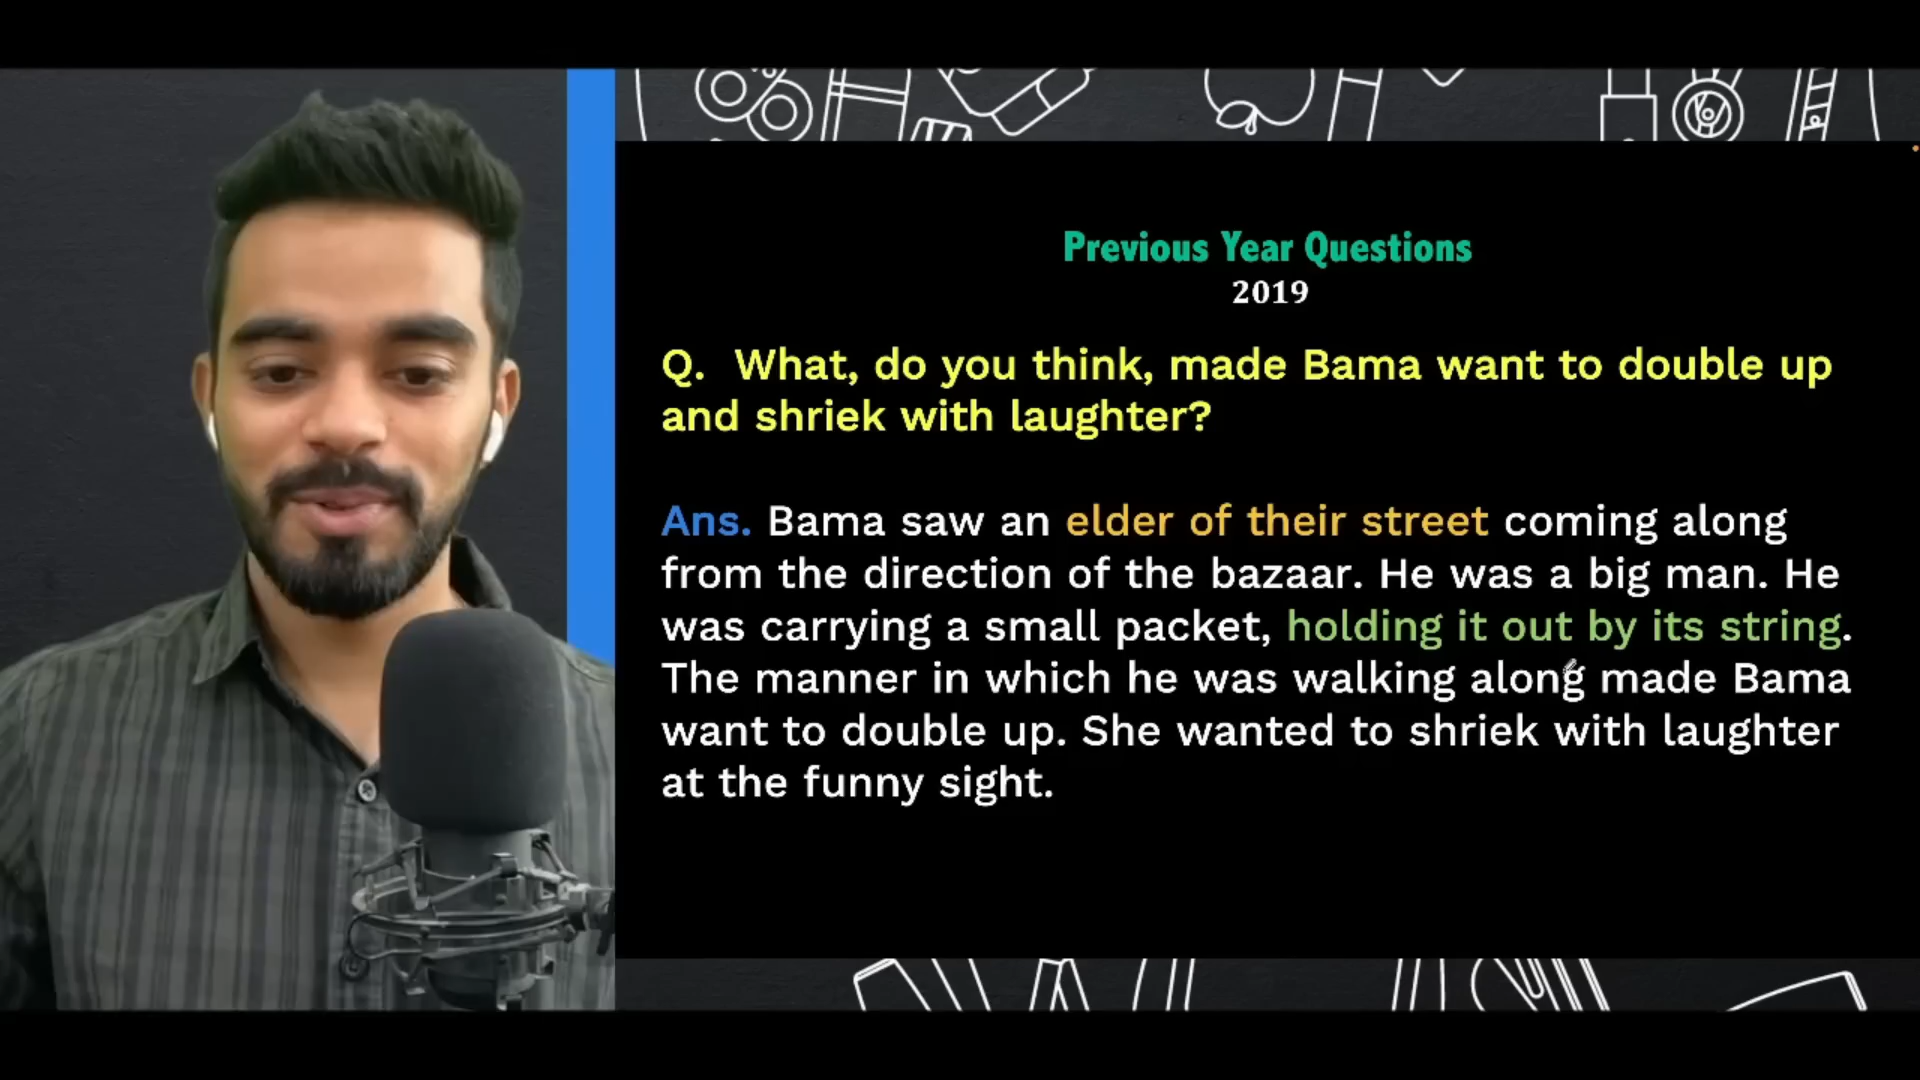 Previous Year Questions
2019
Q. What, do you think, made Bama want to double up
and shriek with laughter?
Ans. Bama saw an elder of their street coming along
from the direction of the bazaar. He was a big man. He
was carrying a small packet, holding it out by its string.
The manner in which he was walking along made Bama
want to double up. She wanted to shriek with laughter
at the funny sight.